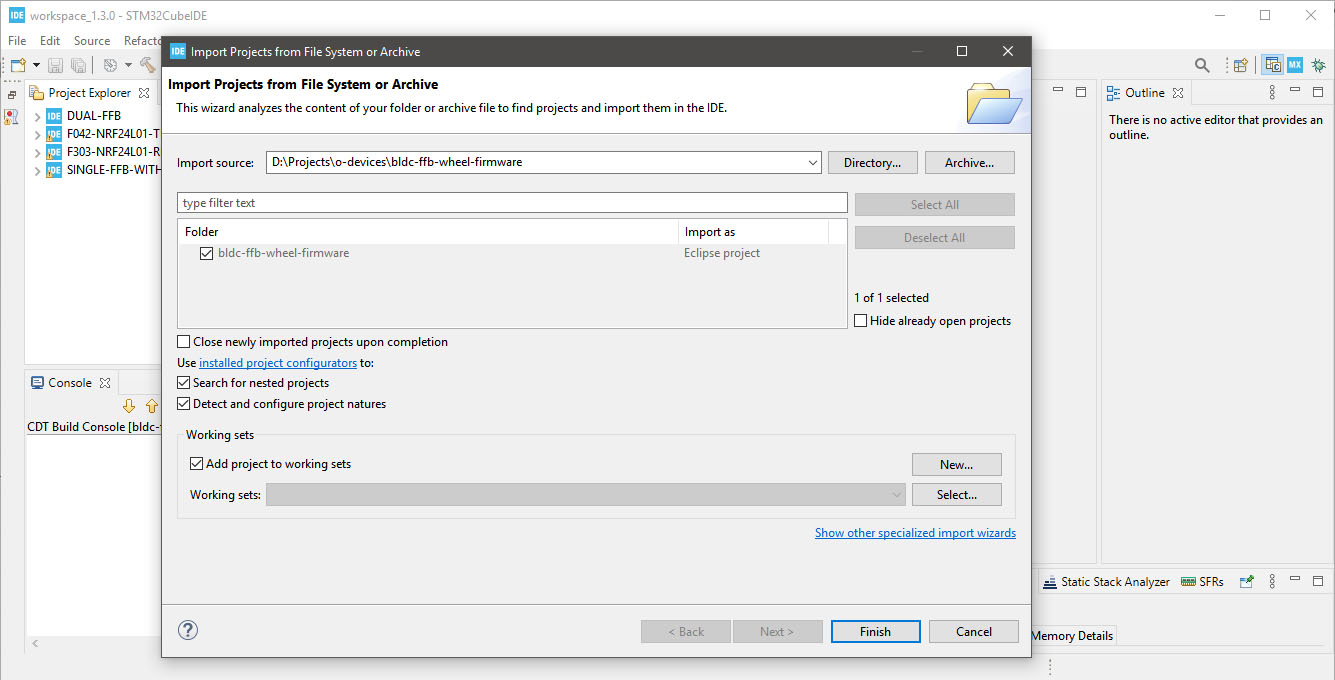 IDE workspace_1.3.0 - STM32CubeIDE
File Edit Source Refacto
MX
Project Explorer
IDE DUAL-FFB
IDE F042-NRF24L01-T
IDE F303-NRF24L01-R
IDE SINGLE-FFB-WITH
Console
CDT Build Console [bldc-
IDE Import Projects from File System or Archive
Import Projects from File System or Archive
This wizard analyzes the content of your folder or archive file to find projects and import them in the IDE.
Import source: D:\Projects\o-devices\bldc-ffb-wheel-firmware Directory... Archive...
type filter text Select All
Folder Import as Deselect All
bldc-ffb-wheel-firmware Eclipse project
1 of 1 selected
Hide already open projects
Close newly imported projects upon completion
Use installed project configurators to:
Search for nested projects
Detect and configure project natures
Working sets
Add project to working sets New...
Working sets: Select...
Show other specialized import wizards
? < Back Next > Finish Cancel
Outline
There is no active editor that provides an
outline.
Static Stack Analyzer SFRs
Memory Details